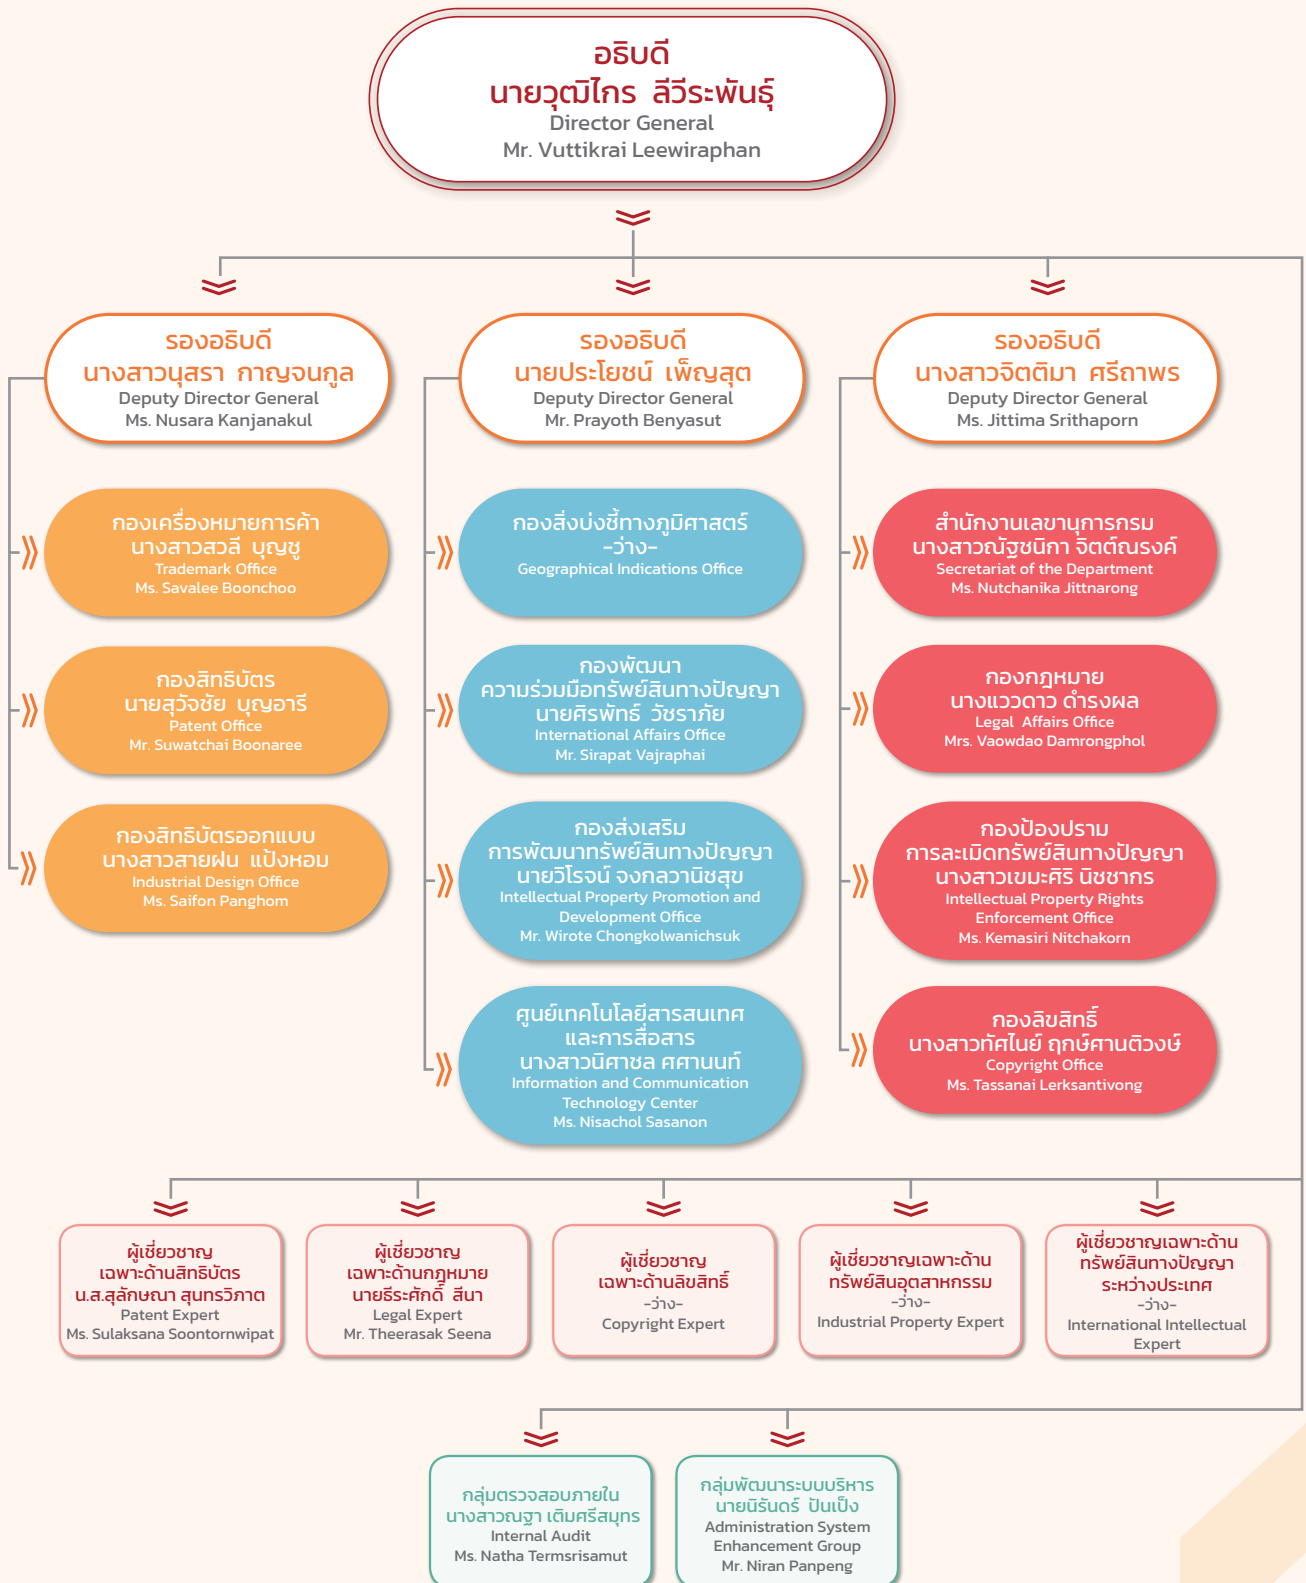 อธิบดี
นายวุฒิไกร ลีวีระพันธุ์
Director General
Mr. Vuttikrai Leewiraphan
รองอธิบดี
นางสาวนุสรา กาญจนกูล
Deputy Director General
Ms. Nusara Kanjanakul
รองอธิบดี
นายประโยชน์ เพ็ญสุต
Deputy Director General
Mr. Prayoth Benyasut
รองอธิบดี
นางสาวจิตติมา ศรีถาพร
Deputy Director General
Ms. Jittima Srithaporn
กองเครื่องหมายการค้า
นางสาวสวลี บุญชู
Trademark Office
Ms. Savalee Boonchoo
กองสิทธิบัตร
นายสุวัจชัย บุญอารี
Patent Office
Mr. Suwatchai Boonaree
กองสิทธิบัตรออกแบบ
นางสาวสายฝน แป้งหอม
Industrial Design Office
Ms. Saifon Panghom
กองสิ่งบ่งชี้ทางภูมิศาสตร์
-ว่าง-
Geographical Indications Office
กองพัฒนา
ความร่วมมือทรัพย์สินทางปัญญา
นายศิรพัทธ์ วัชราภัย
International Affairs Office
Mr. Sirapat Vajraphai
กองส่งเสริม
การพัฒนาทรัพย์สินทางปัญญา
นายวิโรจน์ จงกลวานิชสุข
Intellectual Property Promotion and
Development Office
Mr. Wirote Chongkolwanichsuk
ศูนย์เทคโนโลยีสารสนเทศ
และการสื่อสาร
นางสาวนิศาชล ศศานนท์
Information and Communication
Technology Center
Ms. Nisachol Sasanon
สำนักงานเลขานุการกรม
นางสาวณัฐชนิกา จิตต์ณรงค์
Secretariat of the Department
Ms. Nutchanika Jittnarong
กองกฎหมาย
นางแววดาว ดำรงผล
Legal Affairs Office
Mrs. Vaowdao Damrongphol
กองป้องปราม
การละเมิดทรัพย์สินทางปัญญา
นางสาวเขมะศิริ นิชชากร
Intellectual Property Rights
Enforcement Office
Ms. Kemasiri Nitchakorn
กองลิขสิทธิ์
นางสาวทัศไนย์ ฤกษ์ศานติวงษ์
Copyright Office
Ms. Tassanai Lerksantivong
ผู้เชี่ยวชาญ
เฉพาะด้านสิทธิบัตร
น.ส.สุลักษณา สุนทรวิภาต
Patent Expert
Ms. Sulaksana Soontornwipat
ผู้เชี่ยวชาญ
เฉพาะด้านกฎหมาย
นายธีระศักดิ์ สีนา
Legal Expert
Mr. Theerasak Seena
ผู้เชี่ยวชาญ
เฉพาะด้านลิขสิทธิ์
-ว่าง-
Copyright Expert
ผู้เชี่ยวชาญเฉพาะด้าน
ทรัพย์สินอุตสาหกรรม
-ว่าง-
Industrial Property Expert
ผู้เชี่ยวชาญเฉพาะด้าน
ทรัพย์สินทางปัญญา
ระหว่างประเทศ
-ว่าง-
International Intellectual
Expert
กลุ่มตรวจสอบภายใน
นางสาวณฐา เติมศรีสมุทร
Internal Audit
Ms. Natha Termsrisamut
กลุ่มพัฒนาระบบบริหาร
นายนิรันดร์ ปันเป็ง
Administration System
Enhancement Group
Mr. Niran Panpeng